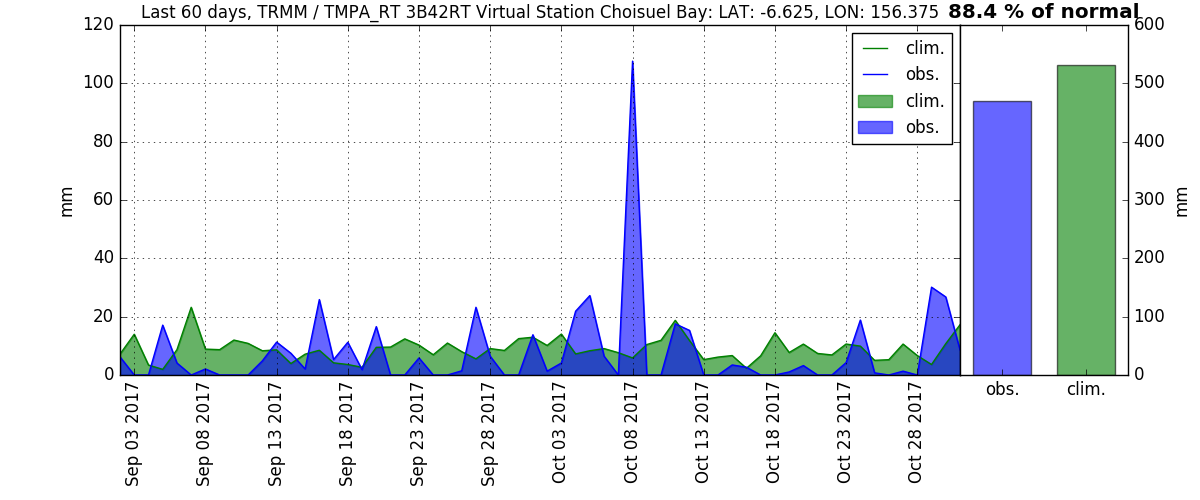 Last 60 days, TRMM / TMPA_RT 3B42RT Virtual Station Choisuel Bay: LAT: -6.625, LON: 156.375 88.4 % of normal
120
100
80
60
40
20
0
mm
clim.
obs.
clim.
obs.
Sep 03 2017
Sep 08 2017
Sep 13 2017
Sep 18 2017
Sep 23 2017
Sep 28 2017
Oct 03 2017
Oct 08 2017
Oct 13 2017
Oct 18 2017
Oct 23 2017
Oct 28 2017
600
500
400
300
200
100
0
mm
obs. clim.